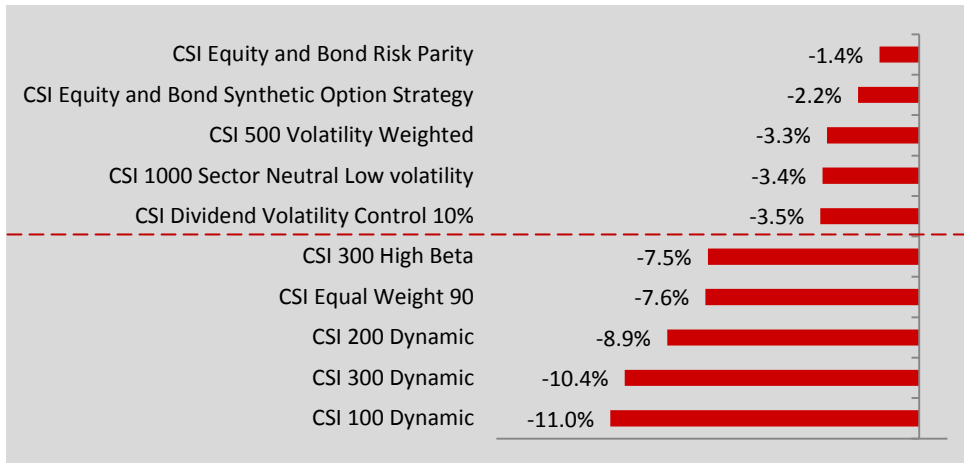 CSI Equity and Bond Risk Parity -1.4%
CSI Equity and Bond Synthetic Option Strategy -2.2%
CSI 500 Volatility Weighted -3.3%
CSI 1000 Sector Neutral Low volatility -3.4%
CSI Dividend Volatility Control 10% -3.5%
CSI 300 High Beta -7.5%
CSI Equal Weight 90 -7.6%
CSI 200 Dynamic -8.9%
CSI 300 Dynamic -10.4%
CSI 100 Dynamic -11.0%